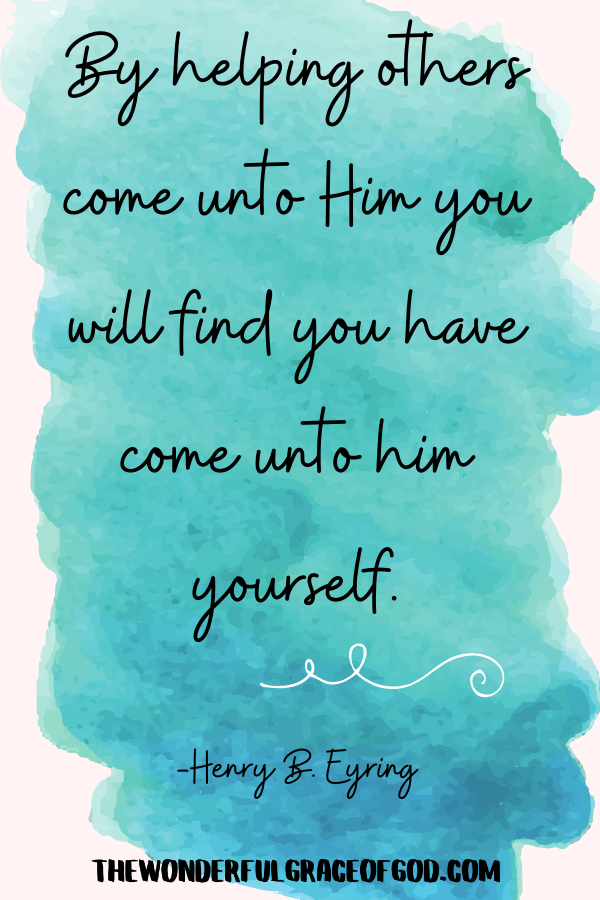 By helping others
come unto Him you
will find you have
come unto him
yourself.
-Henry B. Eyring
THEWONDERFULGRACEOFGOD.COM